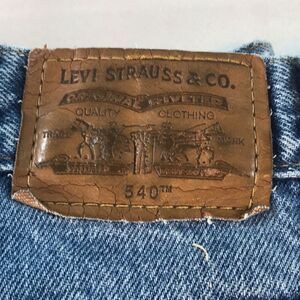 LEVI STRAUSS & CO.
ORIGINAL RIVETED
QUALITY CLOTHING
TRADE MARK
540™